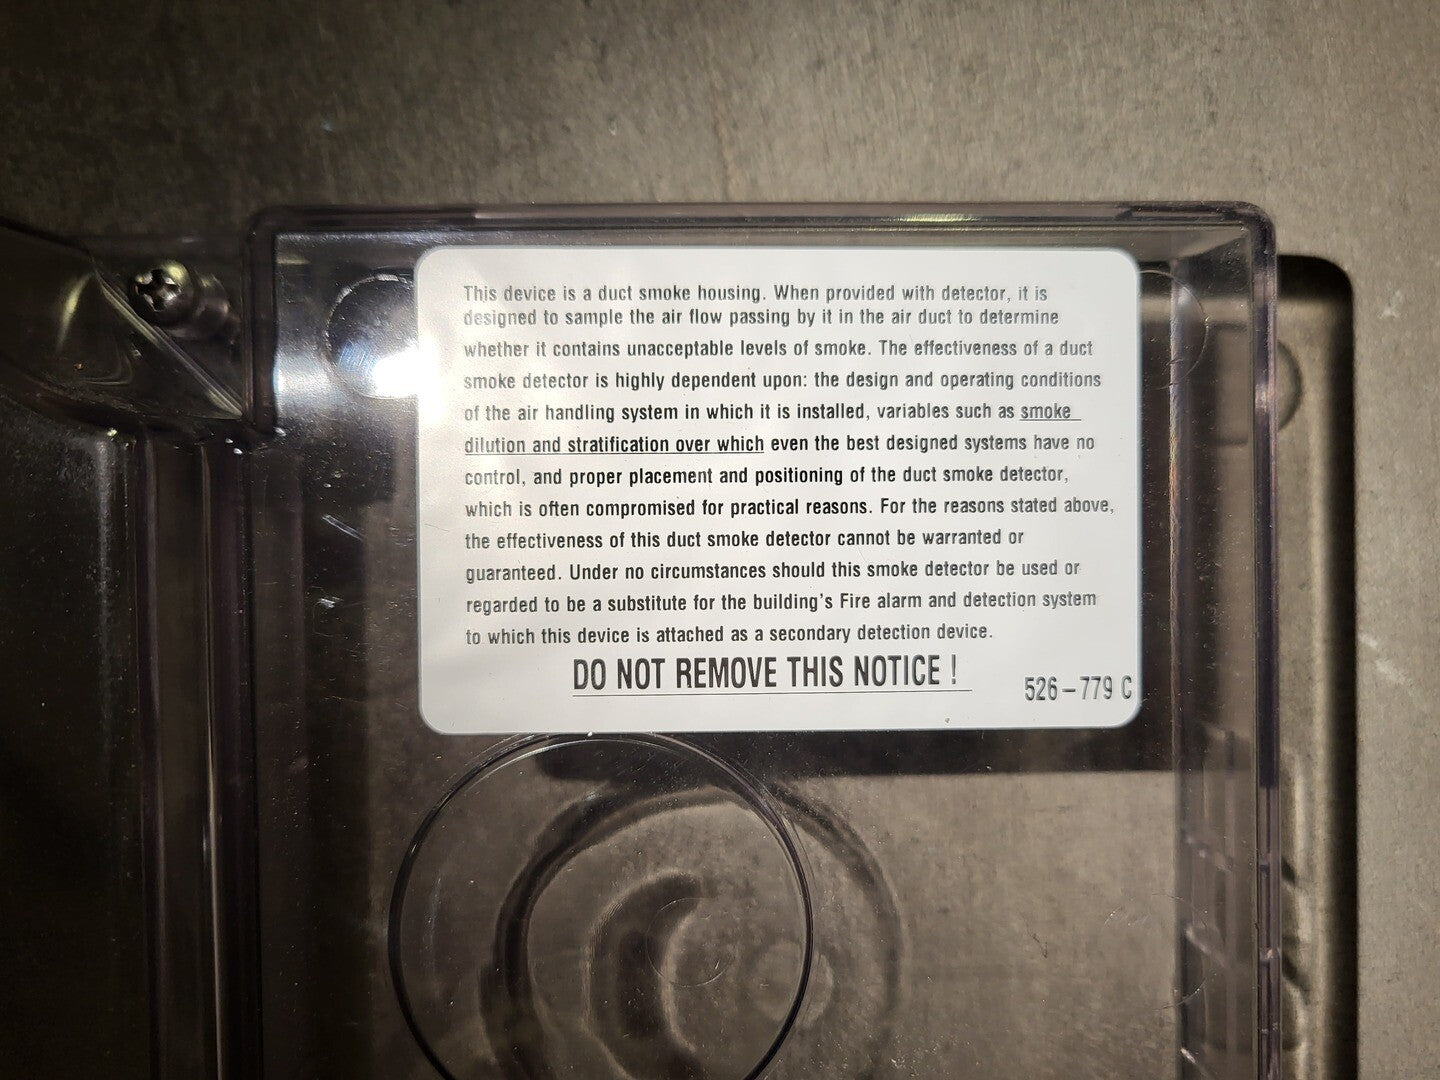 This device is a duct smoke housing. When provided with detector, it is
designed to sample the air flow passing by it in the air duct to determine
whether it contains unacceptable levels of smoke. The effectiveness of a duct
smoke detector is highly dependent upon: the design and operating conditions
of the air handling system in which it is installed, variables such as smoke
dilution and stratification over which even the best designed systems have no
control, and proper placement and positioning of the duct smoke detector,
which is often compromised for practical reasons. For the reasons stated above,
the effectiveness of this duct smoke detector cannot be warranted or
guaranteed. Under no circumstances should this smoke detector be used or
regarded to be a substitute for the building's Fire alarm and detection system
to which this device is attached as a secondary detection device.
DO NOT REMOVE THIS NOTICE !
526-779 C